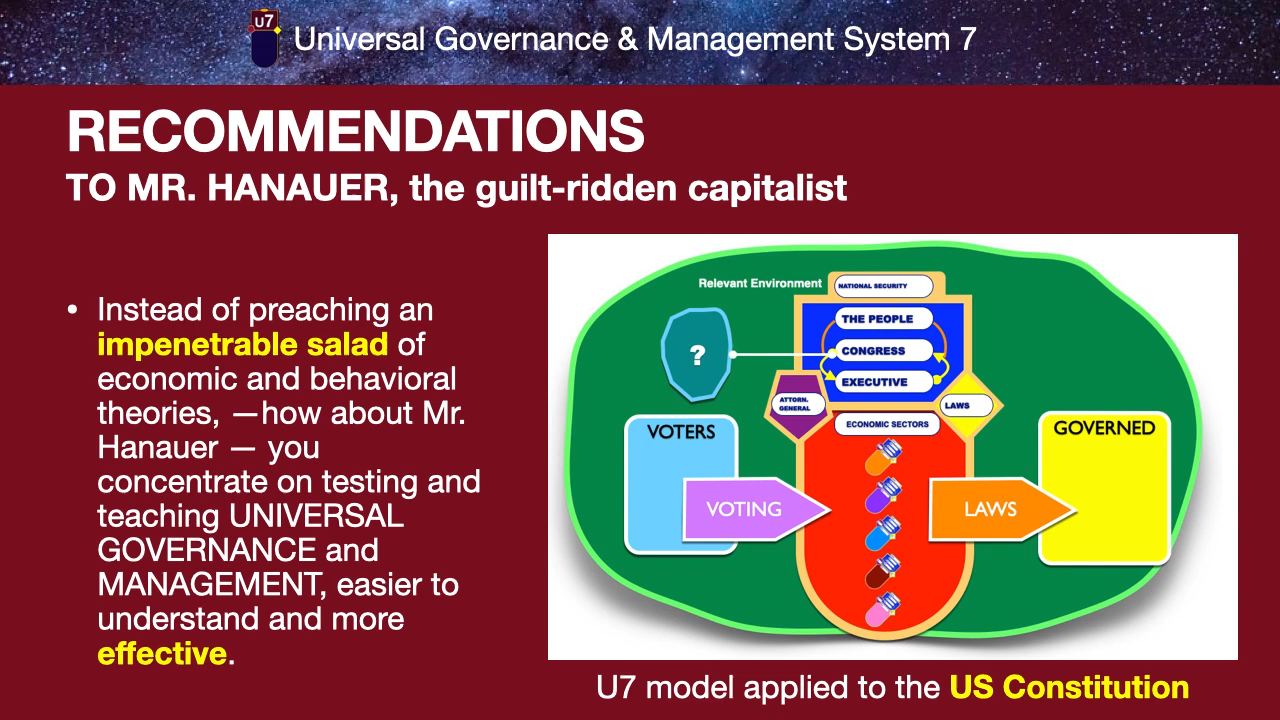 U7
Universal Governance & Management System 7
RECOMMENDATIONS
TO MR. HANAUER, the guilt-ridden capitalist
• Instead of preaching an
impenetrable salad of
economic and behavioral
theories, —how about Mr.
Hanauer — you
concentrate on testing and
teaching UNIVERSAL
GOVERNANCE and
MANAGEMENT, easier to
understand and more
effective.
Relevant Environment
NATIONAL SECURITY
THE PEOPLE
?
CONGRESS
EXECUTIVE
ATTORN.
GENERAL
LAWS
ECONOMIC SECTORS
VOTERS
GOVERNED
VOTING
LAWS
U7 model applied to the US Constitution